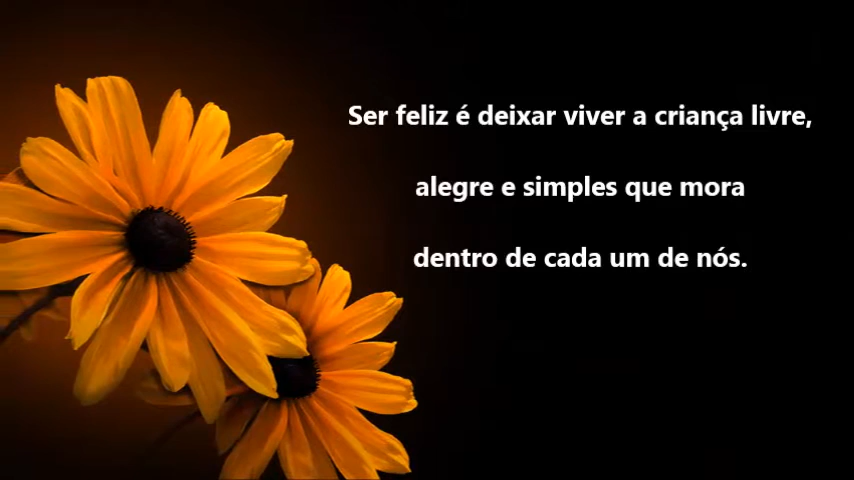 Ser feliz é deixar viver a criança livre,
alegre e simples que mora
dentro de cada um de nós.